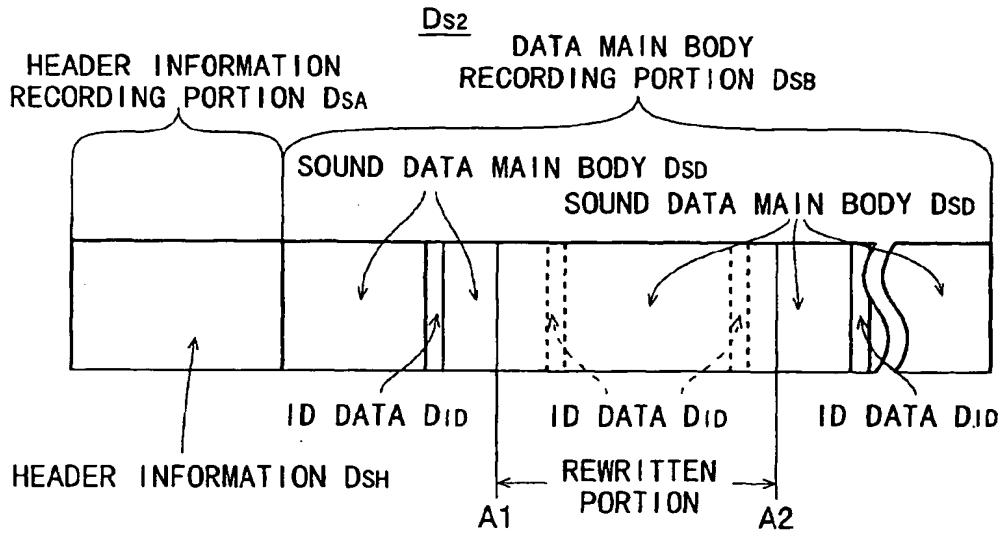 DS2
DATA MAIN BODY
RECORDING PORTION DSB
HEADER INFORMATION
RECORDING PORTION DSA
SOUND DATA MAIN BODY DSD
SOUND DATA MAIN BODY DSD
ID DATA DID
ID DATA DID
ID DATA DID
HEADER INFORMATION DSH
REWRITTEN
PORTION
A1
A2